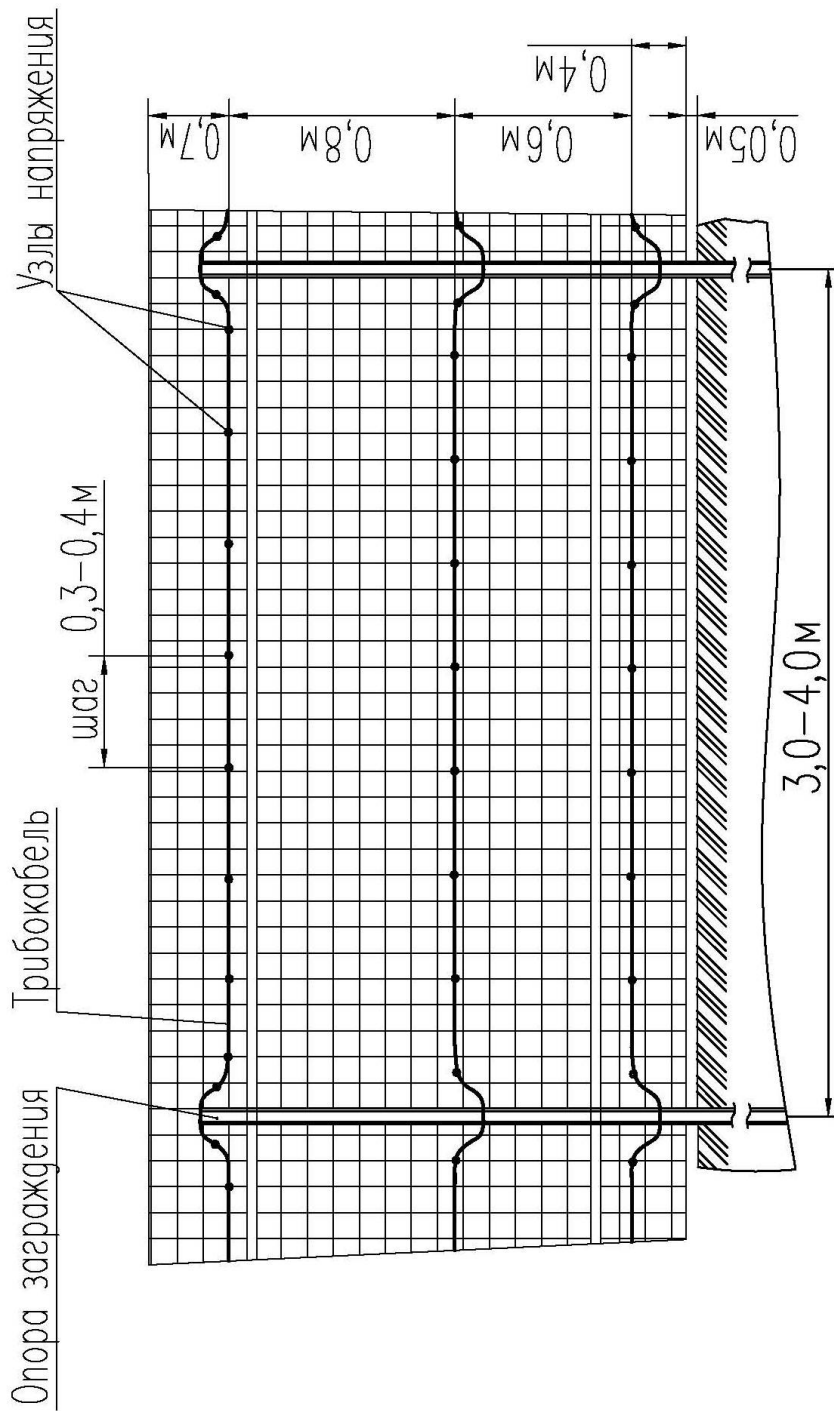 Опора заграждения
Трибокабель
шаг 0,3-0,4м
Узлы напряжения
0,7м
0,8м
0,6м
0,4м
0,05м
3,0-4,0м